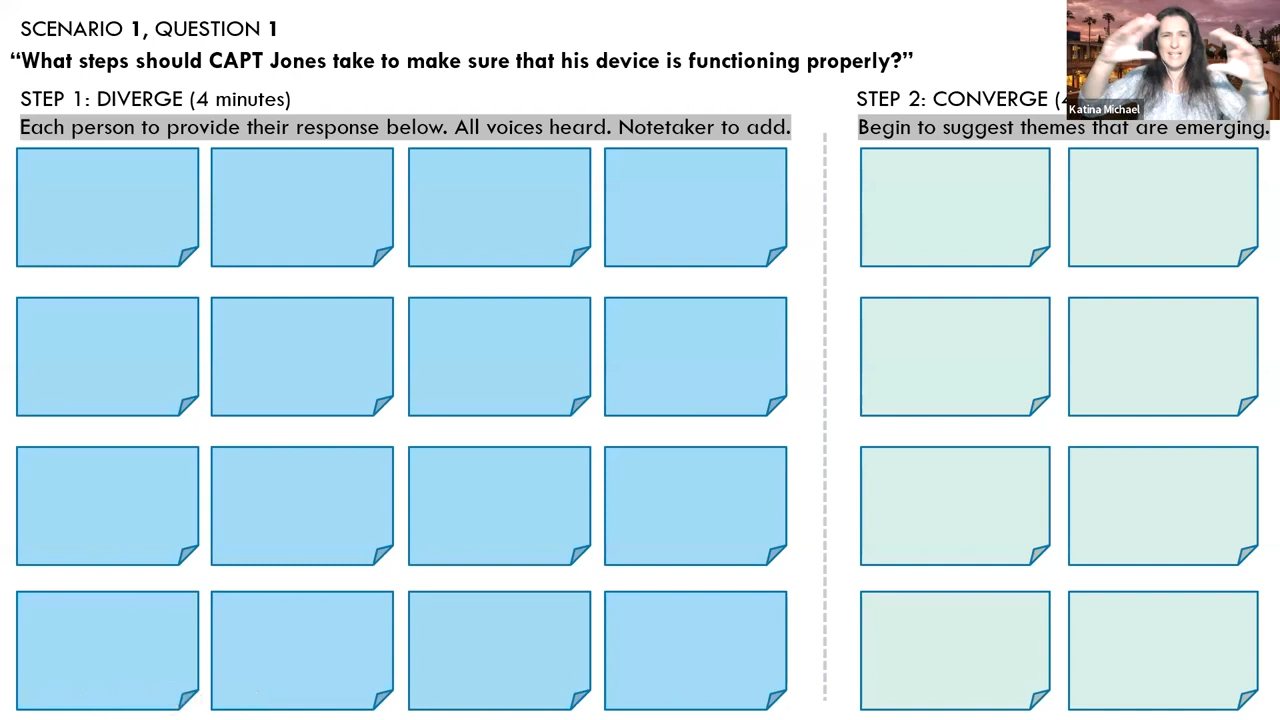 SCENARIO 1, QUESTION 1
“What steps should CAPT Jones take to make sure that his device is functioning properly?”
STEP 1: DIVERGE (4 minutes)
Each person to provide their response below. All voices heard. Notetaker to add.
STEP 2: CONVERGE (
Begin to suggest themes that are emerging.
Katina Michael